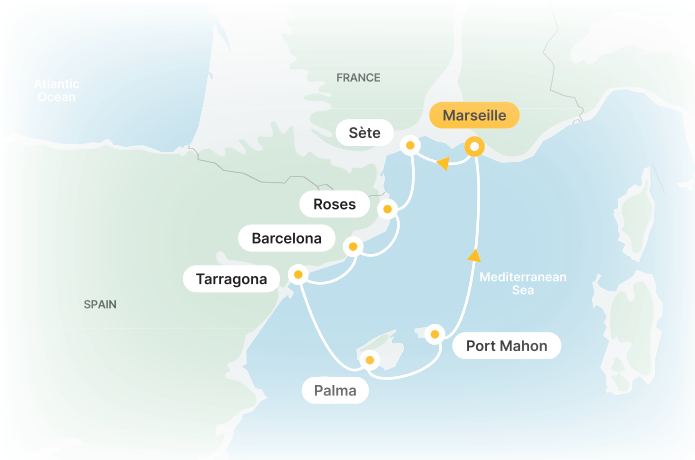 Atlantic
Ocean
FRANCE
Marseille
Sète
Roses
Barcelona
Tarragona
Mediterranean
Sea
SPAIN
Port Mahon
Palma